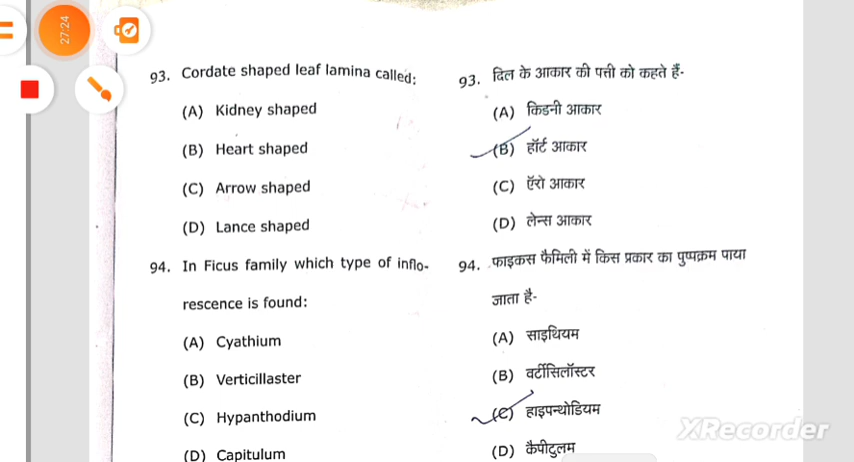 27:24
93. Cordate shaped leaf lamina called:
(A) Kidney shaped
(B) Heart shaped
(C) Arrow shaped
(D) Lance shaped
94. In Ficus family which type of inflo-
rescence is found:
(A) Cyathium
(B) Verticillaster
(C) Hypanthodium
(D) Capitulum
93. दिल के आकार की पत्ती को कहते हैं-
(A) किडनी आकार
(B) हॉर्ट आकार
(C) ऍरो आकार
(D) लेन्स आकार
94. फाइकस फैमिली में किस प्रकार का पुष्पक्रम पाया
जाता है-
(A) साइथियम
(B) वर्टीसिलॉस्टर
(C) हाइपन्थोडियम
(D) कैपीटुलम
XRecorder